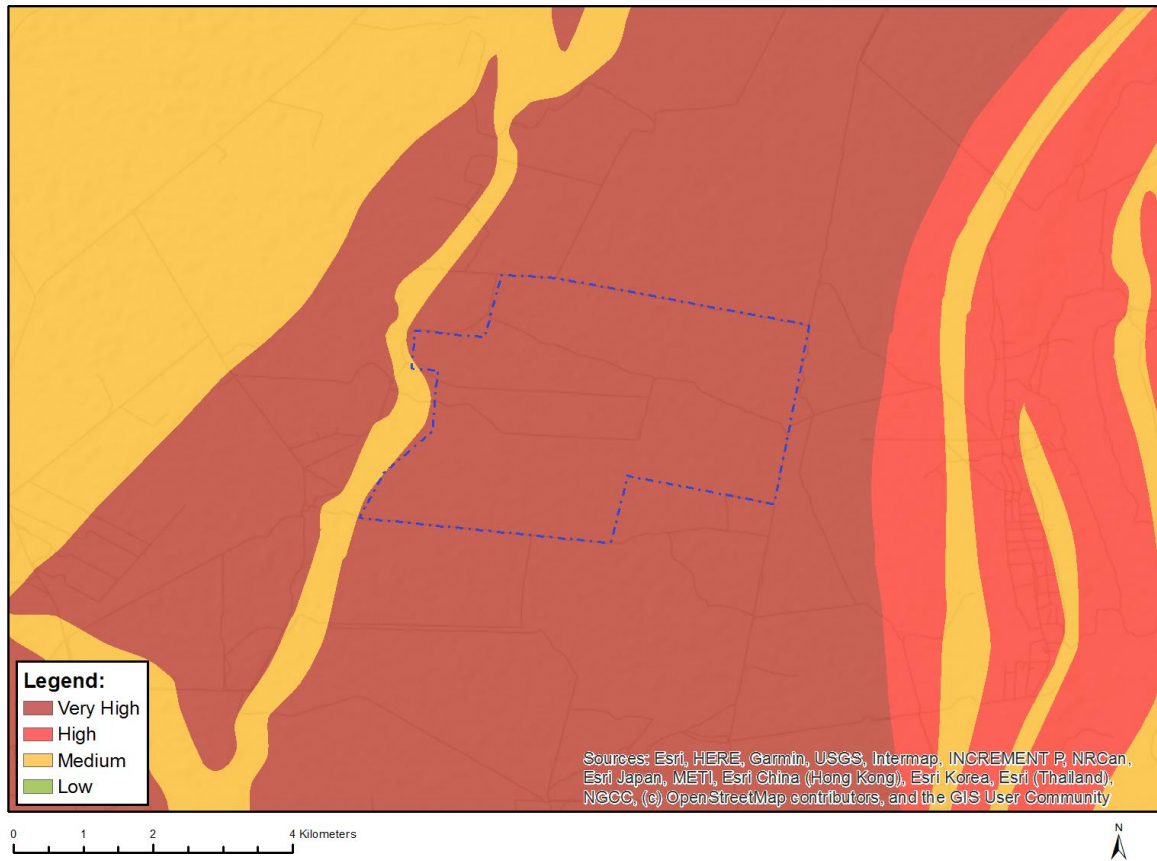 Legend:
Very High
High
Medium
Low
Sources: Esri, HERE, Garmin, USGS, Intermap, INCREMENT P, NRCan,
Esri Japan, METI, Esri China (Hong Kong), Esri Korea, Esri (Thailand),
NGCC, (c) OpenStreetMap contributors, and the GIS User Community
0 1 2 4 Kilometers
N